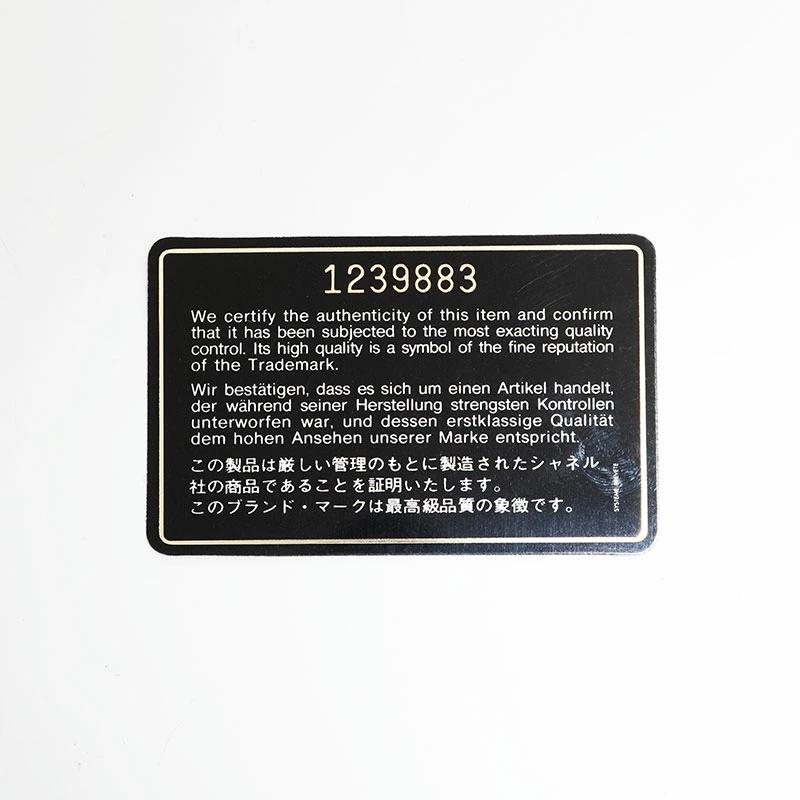 1239883
We certify the authenticity of this item and confirm
that it has been subjected to the most exacting quality
control. Its high quality is a symbol of the fine reputation
of the Trademark.
Wir bestätigen, dass es sich um einen Artikel handelt,
der während seiner Herstellung strengsten Kontrollen
unterworfen war, und dessen erstklassige Qualität
dem hohen Ansehen unserer Marke entspricht.
この製品は厳しい管理のもとに製造されたシャネル
社の商品であることを証明いたします。
このブランド・マークは最高級品質の象徴です。